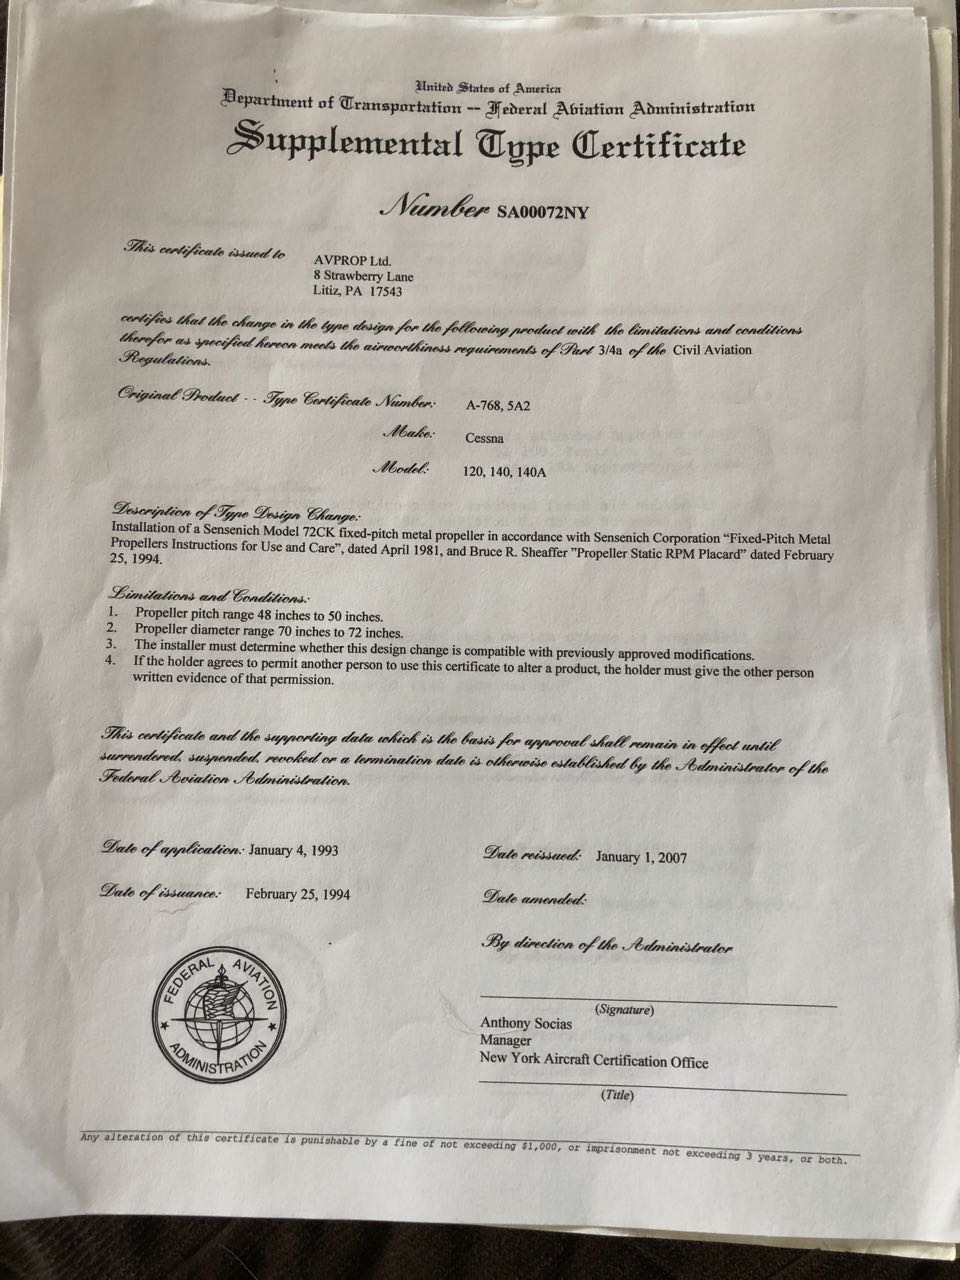 United States of America
Department of Transportation -- Federal Aviation Administration
Supplemental Type Certificate
Number SA00072NY
This certificate issued to
AVPROP Ltd.
8 Strawberry Lane
Litiz, PA 17543
certifies that the change in the type design for the following product with the limitations and conditions
therefor as specified hereon meets the airworthiness requirements of Part 3/4a of the Civil Aviation
Regulations.
Original Product -- Type Certificate Number: A-768, 5A2
Make: Cessna
Model: 120, 140, 140A
Description of Type Design Change:
Installation of a Sensenich Model 72CK fixed-pitch metal propeller in accordance with Sensenich Corporation “Fixed-Pitch Metal
Propellers Instructions for Use and Care”, dated April 1981, and Bruce R. Sheaffer ”Propeller Static RPM Placard” dated February
25, 1994.
Limitations and Conditions:
1. Propeller pitch range 48 inches to 50 inches.
2. Propeller diameter range 70 inches to 72 inches.
3. The installer must determine whether this design change is compatible with previously approved modifications.
4. If the holder agrees to permit another person to use this certificate to alter a product, the holder must give the other person
written evidence of that permission.
This certificate and the supporting data which is the basis for approval shall remain in effect until
surrendered, suspended, revoked or a termination date is otherwise established by the Administrator of the
Federal Aviation Administration.
Date of application: January 4, 1993
Date reissued: January 1, 2007
Date of issuance: February 25, 1994
Date amended:
By direction of the Administrator
FEDERAL AVIATION
ADMINISTRATION
(Signature)
Anthony Socias
Manager
New York Aircraft Certification Office
(Title)
Any alteration of this certificate is punishable by a fine of not exceeding $1,000, or imprisonment not exceeding 3 years, or both.